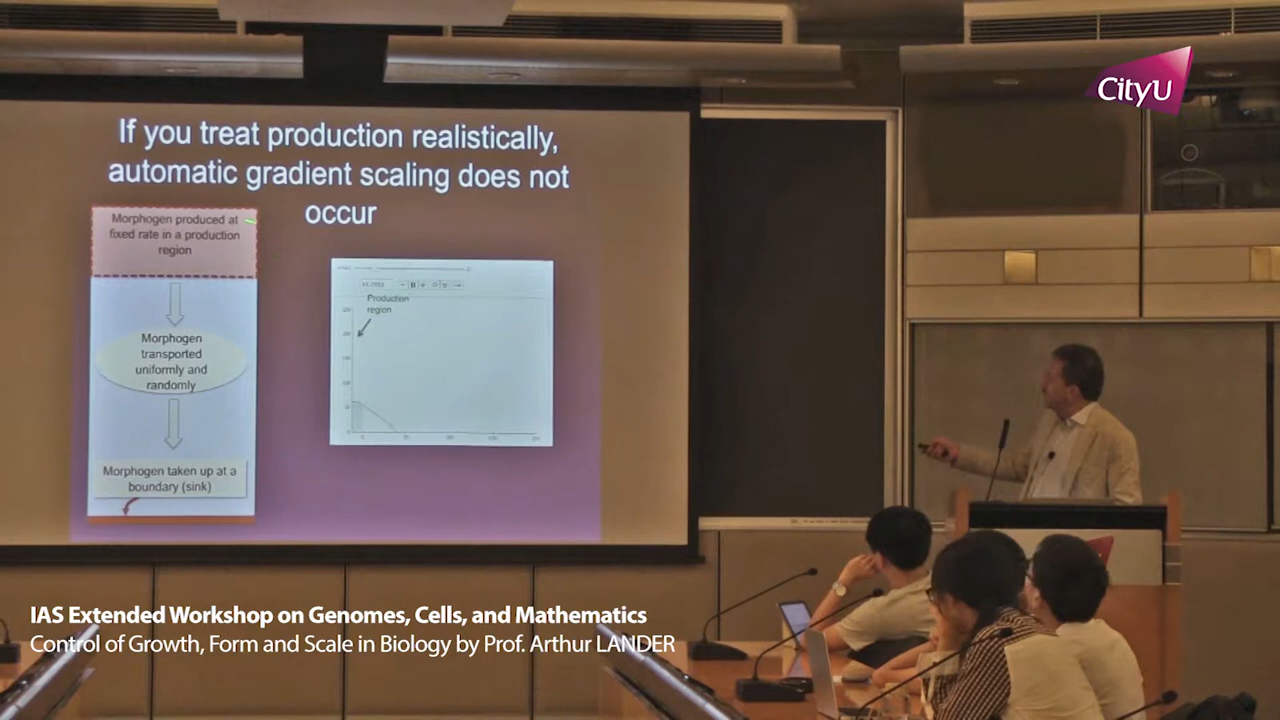 CityU
If you treat production realistically,
automatic gradient scaling does not
occur
Morphogen produced at
fixed rate in a production
region
Morphogen
transported
uniformly and
randomly
Morphogen taken up at a
boundary (sink)
Production
region
IAS Extended Workshop on Genomes, Cells, and Mathematics
Control of Growth, Form and Scale in Biology by Prof. Arthur LANDER